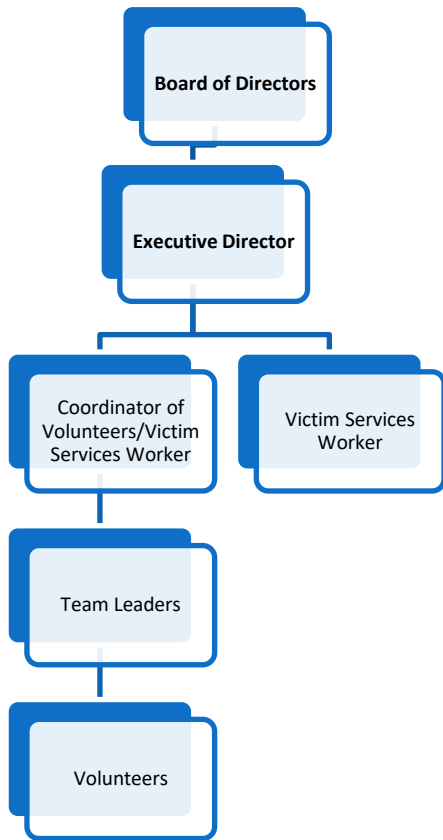 Board of Directors
Executive Director
Coordinator of
Volunteers/Victim
Services Worker
Victim Services
Worker
Team Leaders
Volunteers